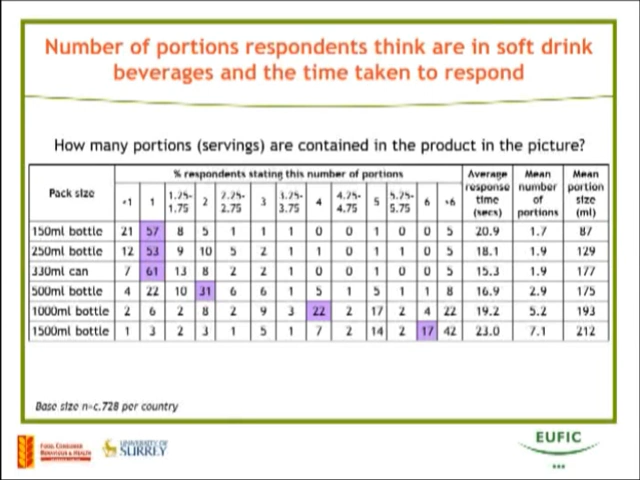 Number of portions respondents think are in soft drink
beverages and the time taken to respond
How many portions (servings) are contained in the product in the picture?
Pack size % respondents stating this number of portions Average response time (secs) Mean number of portions Mean portion size (ml)
<1 1 1.25-1.75 2 2.25-2.75 3 3.25-3.75 4 4.25-4.75 5 5.25-5.75 6 >6
150ml bottle 21 57 8 5 1 1 1 0 0 1 0 0 5 20.9 1.7 87
250ml bottle 12 53 9 10 5 2 1 1 0 1 1 0 5 18.1 1.9 129
330ml can 7 61 13 8 2 2 1 0 0 1 0 0 5 15.3 1.9 177
500ml bottle 4 22 10 31 6 6 1 5 1 5 1 1 8 16.9 2.9 175
1000ml bottle 2 6 2 8 2 9 3 22 2 17 2 4 22 19.2 5.2 193
1500ml bottle 1 3 2 3 1 5 1 7 2 14 2 17 42 23.0 7.1 212
Base size n=c.728 per country
FOOD, CONSUMER
BEHAVIOUR & HEALTH
UNIVERSITY OF
SURREY
EUFIC